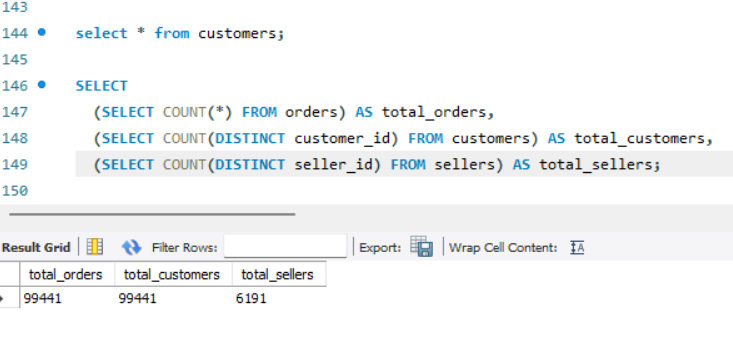 143
144 select * from customers;
145
146 SELECT
147 (SELECT COUNT(*) FROM orders) AS total_orders,
148 (SELECT COUNT(DISTINCT customer_id) FROM customers) AS total_customers,
149 (SELECT COUNT(DISTINCT seller_id) FROM sellers) AS total_sellers;
150
Result Grid Filter Rows: Export: Wrap Cell Content: IA
total_orders total_customers total_sellers
99441 99441 6191